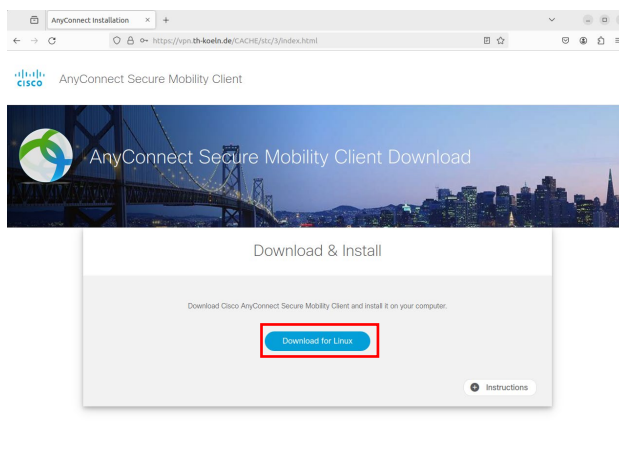 AnyConnect Installation
https://vpn.th-koeln.de/CACHE/stc/3/index.html
CISCO
AnyConnect Secure Mobility Client
AnyConnect Secure Mobility Client Download
Download & Install
Download Cisco AnyConnect Secure Mobility Client and install it on your computer.
Download for Linux
Instructions